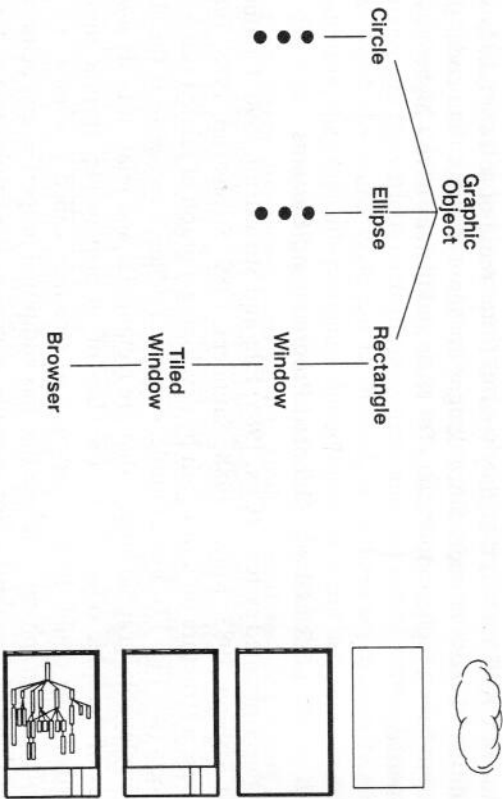 Graphic
Object
Circle
Ellipse
Rectangle
Window
Tiled
Window
Browser